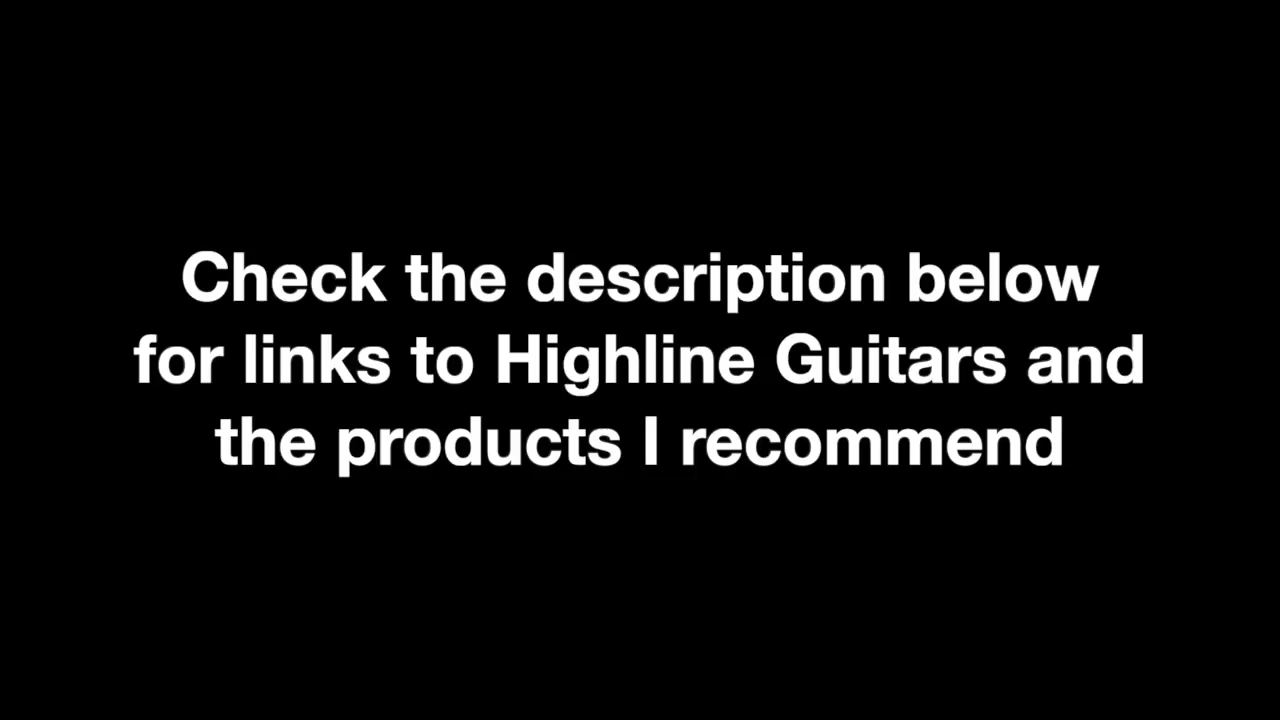 Check the description below
for links to Highline Guitars and
the products I recommend